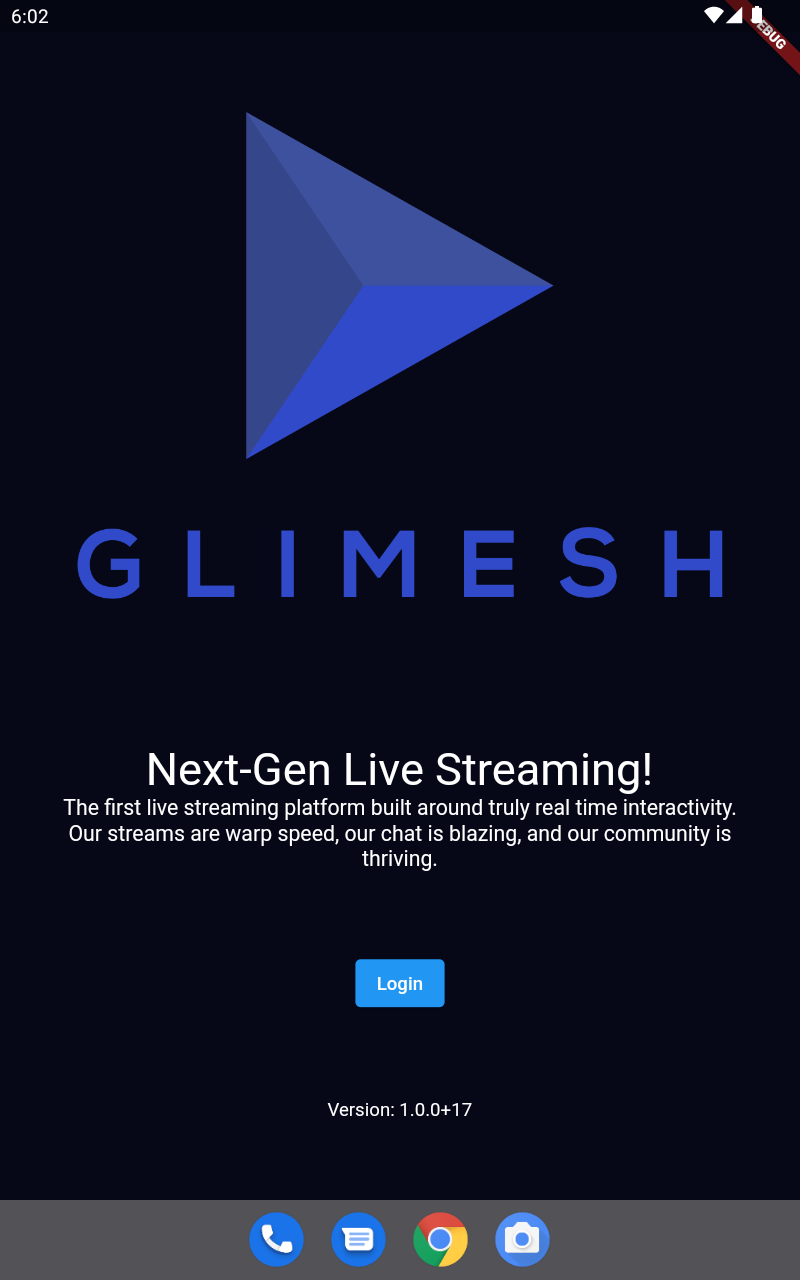 6:02
DEBUG
GLIMESH
Next-Gen Live Streaming!
The first live streaming platform built around truly real time interactivity.
Our streams are warp speed, our chat is blazing, and our community is
thriving.
Login
Version: 1.0.0+17